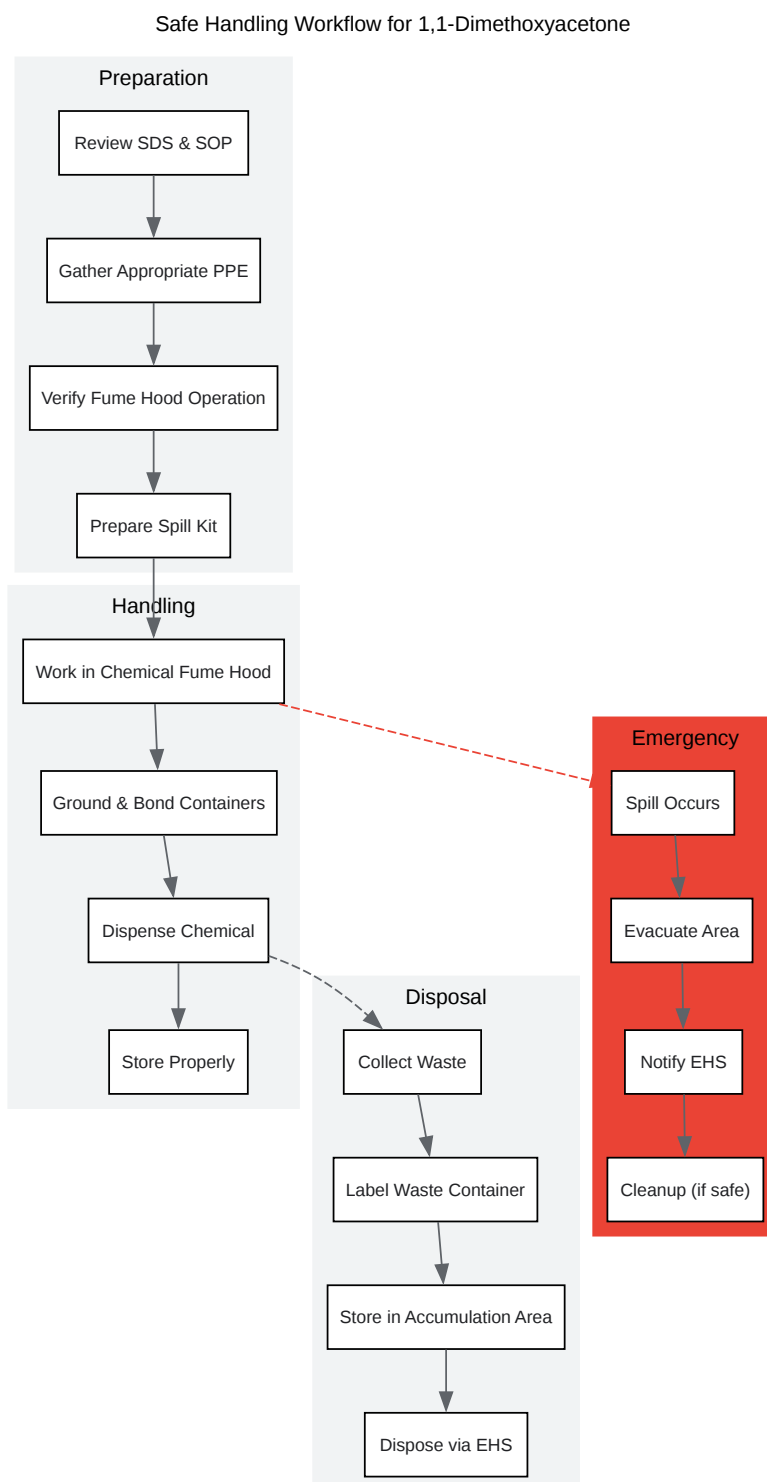 Safe Handling Workflow for 1,1-Dimethoxyacetone
Preparation
Review SDS & SOP
Gather Appropriate PPE
Verify Fume Hood Operation
Prepare Spill Kit
Handling
Work in Chemical Fume Hood
Ground & Bond Containers
Dispense Chemical
Store Properly
Emergency
Spill Occurs
Evacuate Area
Notify EHS
Cleanup (if safe)
Disposal
Collect Waste
Label Waste Container
Store in Accumulation Area
Dispose via EHS